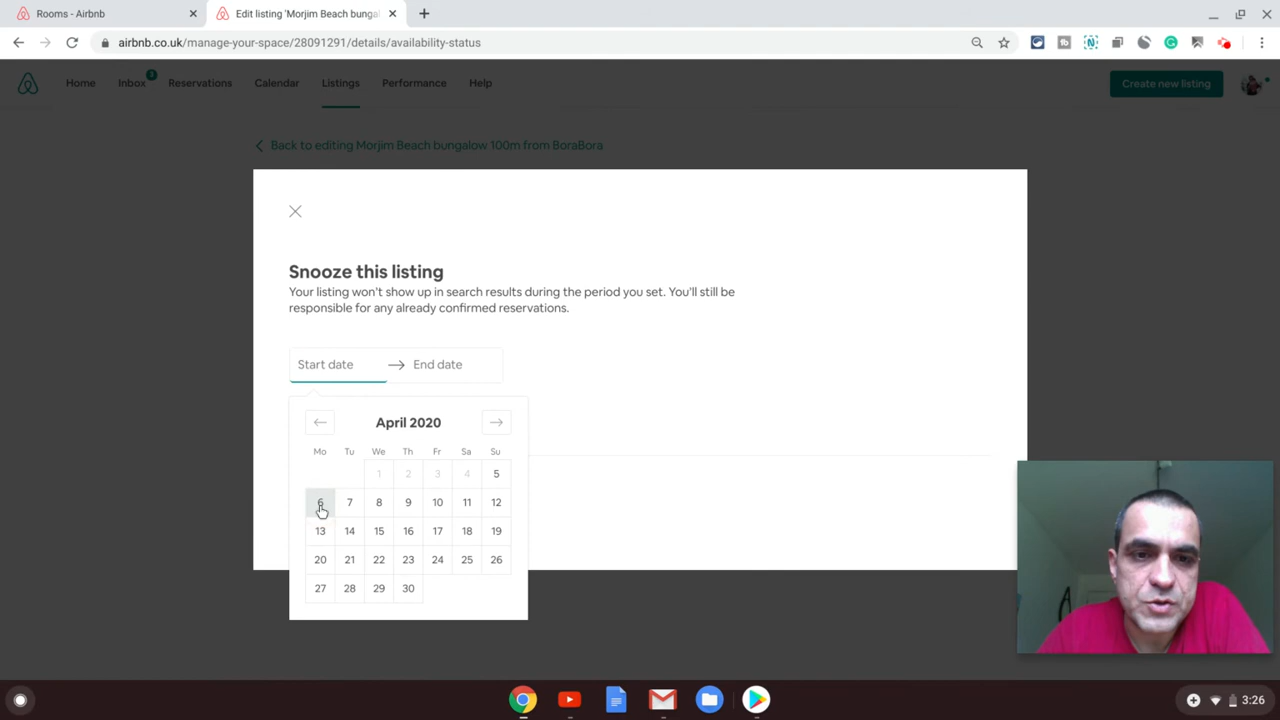 Rooms - Airbnb
Edit listing 'Morjim Beach bunga
airbnb.co.uk/manage-your-space/28091291/details/availability-status
Home
Inbox
3
Reservations
Calendar
Listings
Performance
Help
Create new listing
Back to editing Morjim Beach bungalow 100m from BoraBora
Snooze this listing
Your listing won't show up in search results during the period you set. You'll still be
responsible for any already confirmed reservations.
Start date
End date
April 2020
Mo Tu We Th Fr Sa Su
1 2 3 4 5
6 7 8 9 10 11 12
13 14 15 16 17 18 19
20 21 22 23 24 25 26
27 28 29 30
3:26